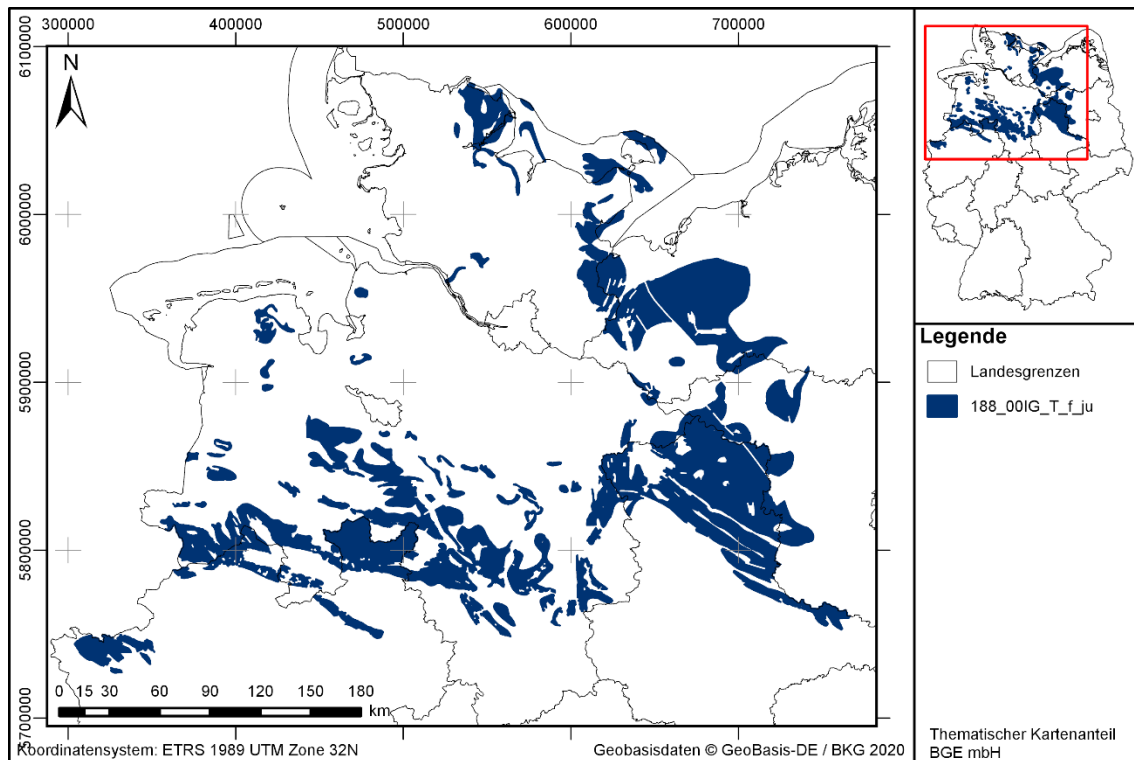 300000 400000 500000 600000 700000
6100000
N
6000000
5900000
5800000
5700000
0 15 30 60 90 120 150 180
km
Koordinatensystem: ETRS 1989 UTM Zone 32N
Geobasisdaten © GeoBasis-DE / BKG 2020
Legende
Landesgrenzen
188_00IG_T_f_ju
Thematischer Kartenanteil
BGE mbH